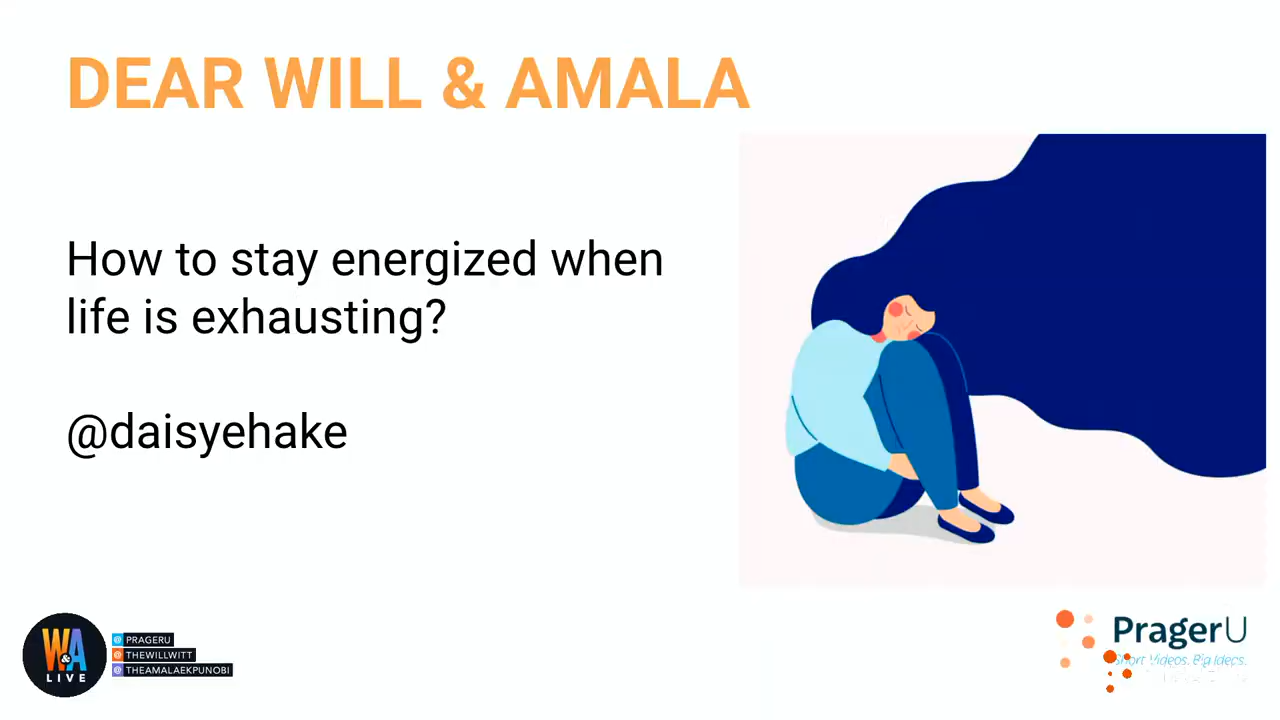 DEAR WILL & AMALA
How to stay energized when
life is exhausting?
@daisyehake
W&A
LIVE
@ PRAGERU
@ THEWILLWITT
@ THEAMALAEKPUNOBI
PragerU
Short Videos. Big Ideas.